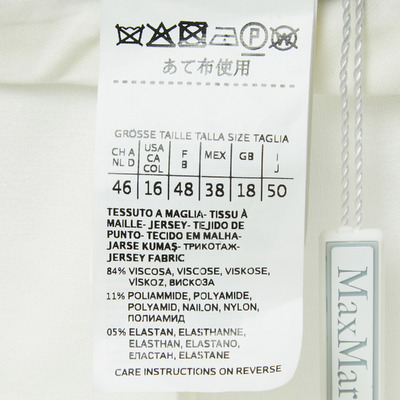 P
あて布使用
GRÖSSE TAILLE TALLA SIZE TAGLIA
CH A NL D
USA CA COL
F B
MEX
GB
I J
46 16 48 38 18 50
TESSUTO A MAGLIA- TISSU À
MAILLE- JERSEY- TEJIDO DE
PUNTO- TECIDO EM MALHA-
JARSE KUMAŞ- ТРИКОТАЖ-
JERSEY FABRIC
84% VISCOSA, VISCOSE, VISKOSE,
VİSKOZ, ВИСКОЗА
11% POLIAMMIDE, POLYAMIDE,
POLYAMID, NAILON, NYLON,
ПОЛИАМИД
05% ELASTAN, ELASTHANNE,
ELASTHAN, ELASTANO,
ЕЛАСТАН, ELASTANE
CARE INSTRUCTIONS ON REVERSE
MaxMar